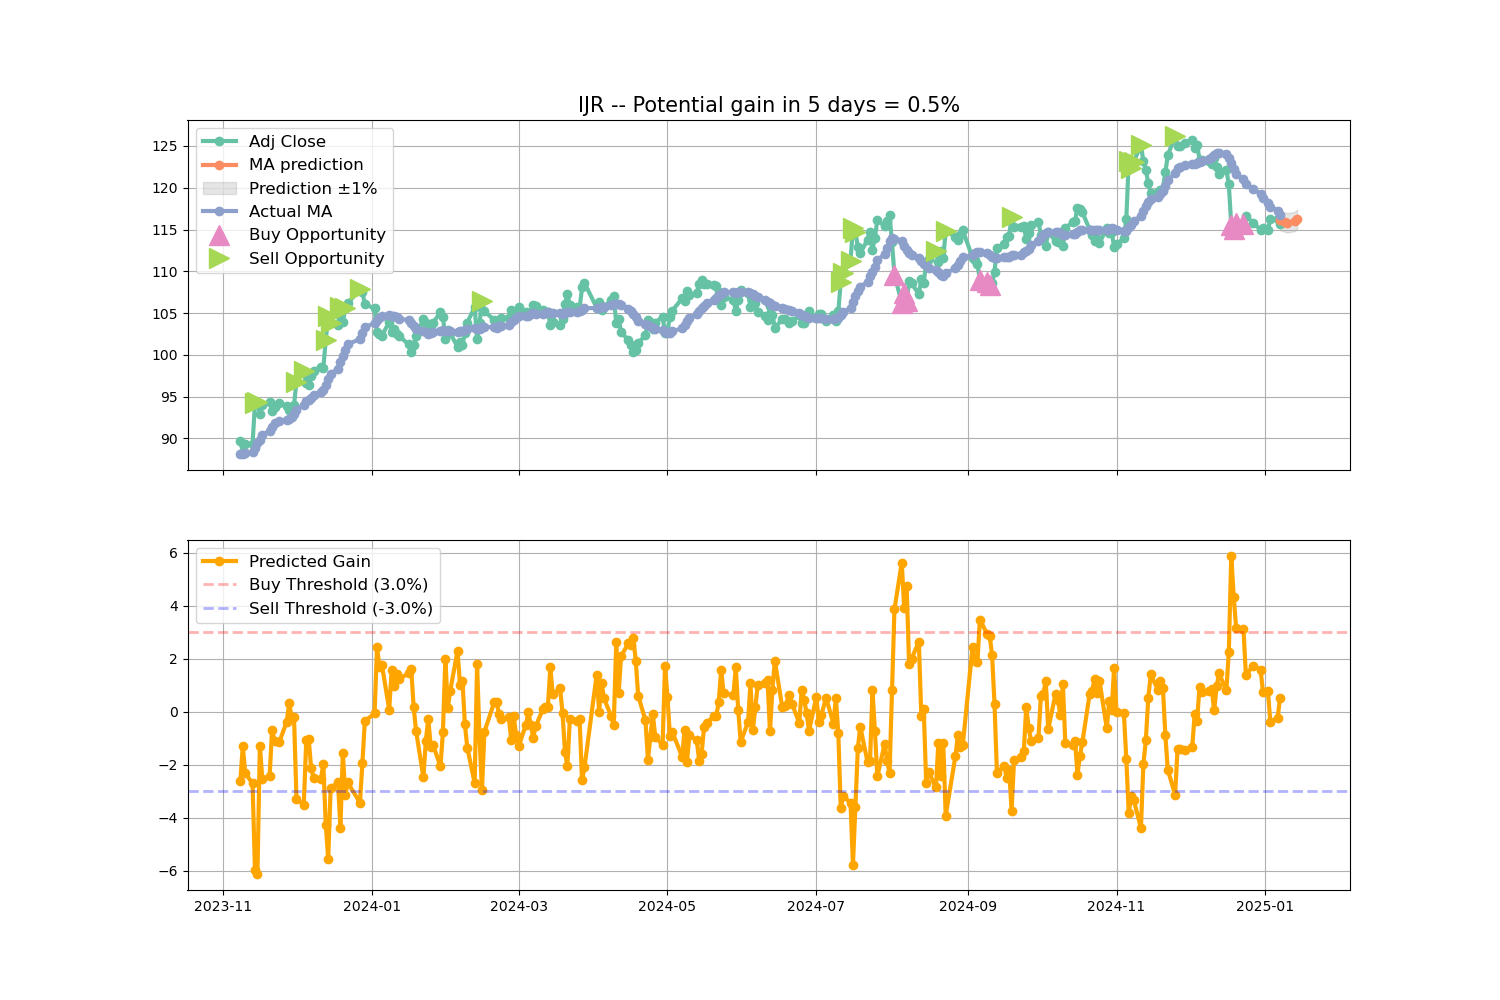 IJR -- Potential gain in 5 days = 0.5%
Adj Close
MA prediction
Prediction ±1%
Actual MA
Buy Opportunity
Sell Opportunity
125
120
115
110
105
100
95
90
Predicted Gain
Buy Threshold (3.0%)
Sell Threshold (-3.0%)
6
4
2
0
−2
−4
−6
2023-11
2024-01
2024-03
2024-05
2024-07
2024-09
2024-11
2025-01